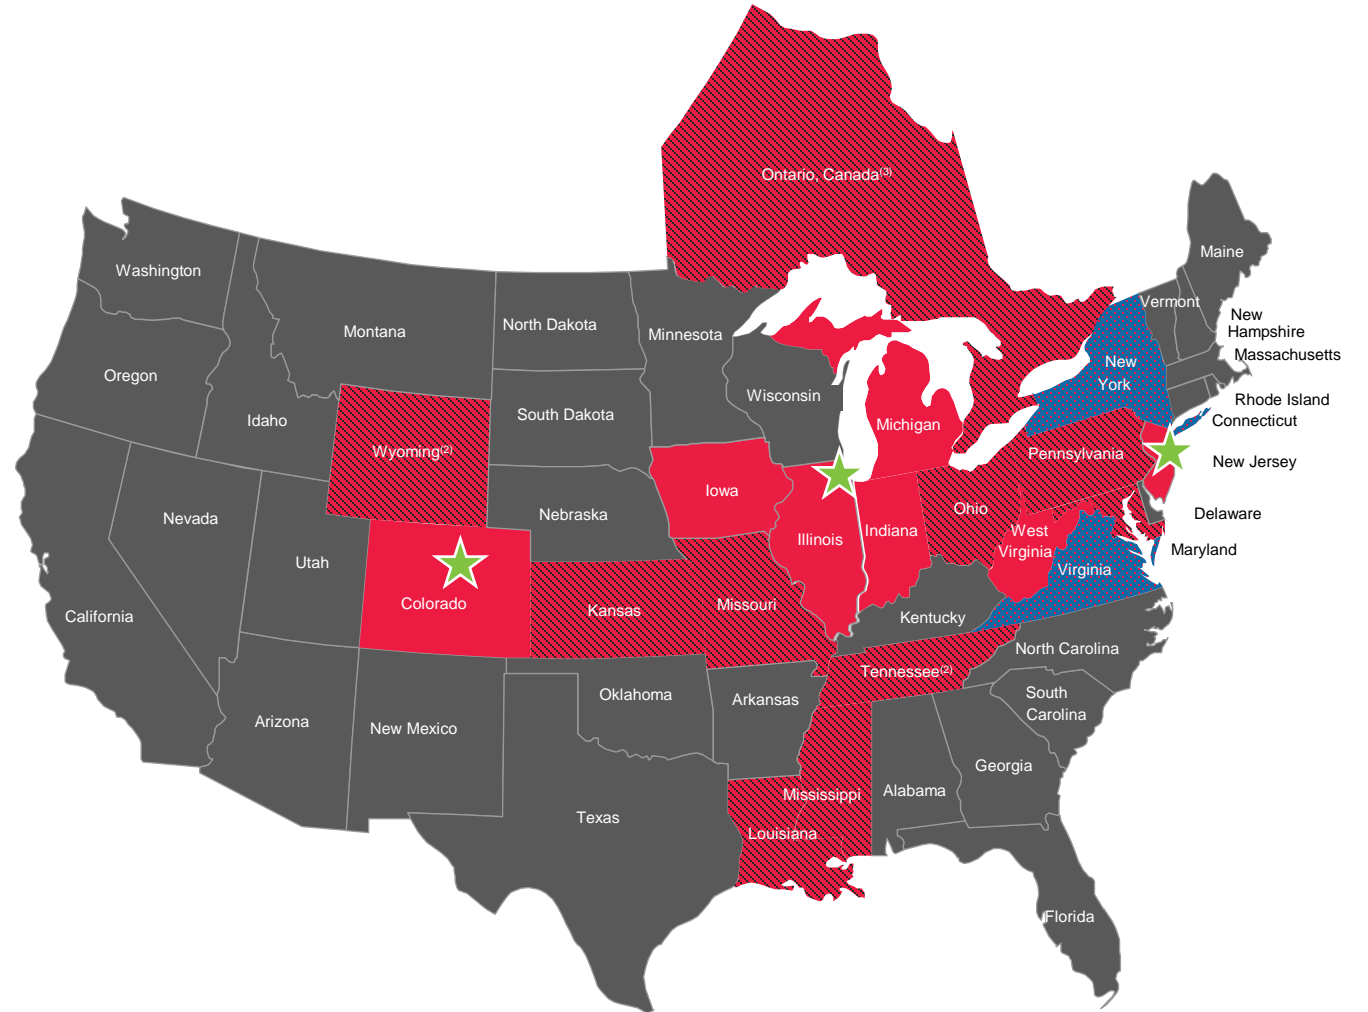 Ontario, Canada(3)
Maine
Washington
Vermont
New
Hampshire
Montana
North Dakota
Minnesota
Massachusetts
New
York
Oregon
Wisconsin
Rhode Island
Idaho
South Dakota
Michigan
Connecticut
Wyoming(2)
Pennsylvania
New Jersey
Iowa
Nevada
Nebraska
Ohio
Delaware
Illinois
Indiana
West
Virginia
Maryland
Utah
Virginia
Colorado
Kansas
Missouri
California
Kentucky
North Carolina
Tennessee(2)
Oklahoma
Arkansas
South
Carolina
Arizona
New Mexico
Georgia
Mississippi
Alabama
Texas
Louisiana
Florida